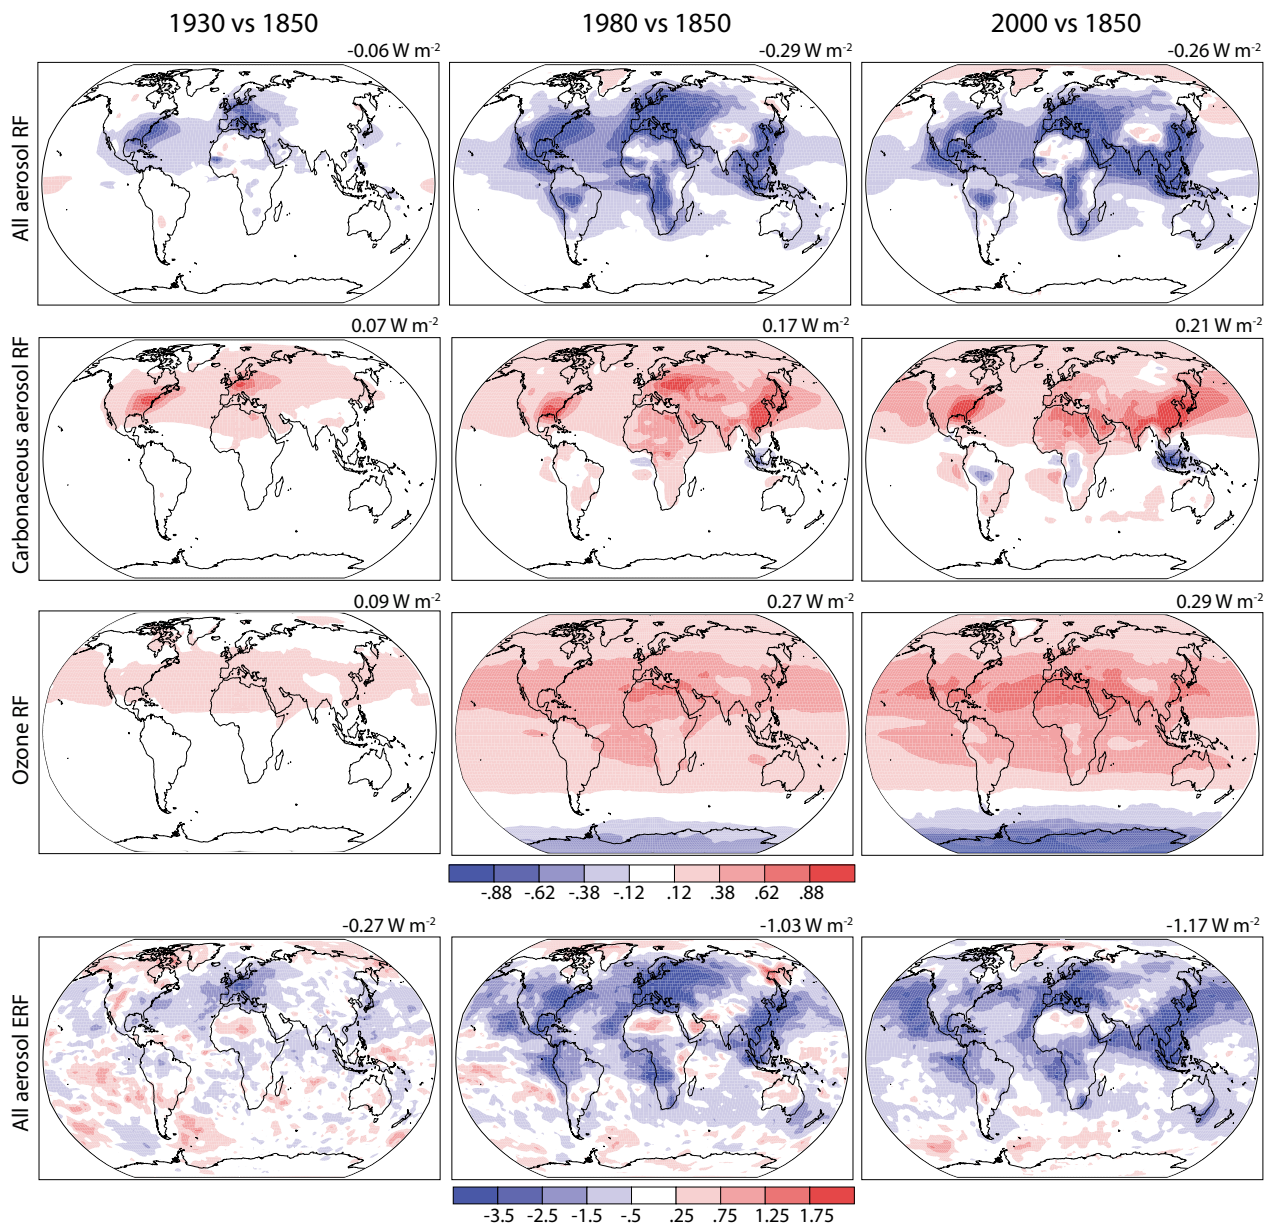 1930 vs 1850
1980 vs 1850
2000 vs 1850
All aerosol RF
-0.06 W m-2
-0.29 W m-2
-0.26 W m-2
Carbonaceous aerosol RF
0.07 W m-2
0.17 W m-2
0.21 W m-2
Ozone RF
0.09 W m-2
0.27 W m-2
0.29 W m-2
-.88 -.62 -.38 -.12 .12 .38 .62 .88
All aerosol ERF
-0.27 W m-2
-1.03 W m-2
-1.17 W m-2
-3.5 -2.5 -1.5 -.5 .25 .75 1.25 1.75